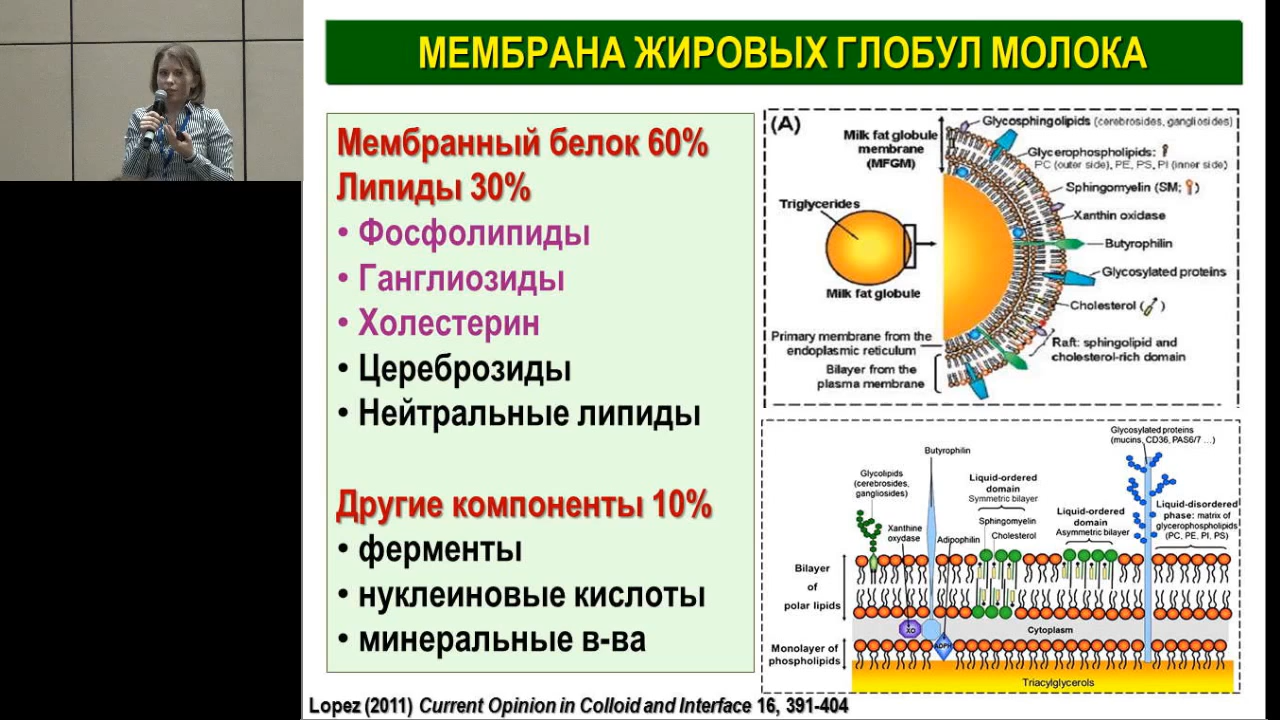 МЕМБРАНА ЖИРОВЫХ ГЛОБУЛ МОЛОКА
Мембранный белок 60%
Липиды 30%
• Фосфолипиды
• Ганглиозиды
• Холестерин
• Цереброзиды
• Нейтральные липиды
Другие компоненты 10%
• ферменты
• нуклеиновые кислоты
• минеральные в-ва
(A)
Milk fat globule
membrane
(MFGM)
Glycosphingolipids (cerebrosides, gangliosides)
Glycerophospholipids:
PC (outer side), PE, PS, PI (inner side)
Sphingomyelin (SM; )
Xanthin oxidase
Triglycerides
Butyrophilin
Glycosylated proteins
Milk fat globule
Cholesterol ( )
Primary membrane from the
endoplasmic reticulum
Raft: sphingolipid and
cholesterol-rich domain
Bilayer from the
plasma membrane
Glycosylated proteins
(mucins, CD36, PAS6/7 ...)
Butyrophilin
Glycolipids
(cerebrosides,
gangliosides)
Liquid-ordered
domain
Symmetric bilayer
Liquid-ordered
domain
Asymmetric bilayer
Liquid-disordered
phase: matrix of
glycerophospholipids
(PC, PE, PI, PS)
Xanthine
oxydase
Adipophilin
Sphingomyelin
Cholesterol
Bilayer
of
polar lipids
XO
ADPH
Cytoplasm
Monolayer of
phospholipids
Triacylglycerols
Lopez (2011) Current Opinion in Colloid and Interface 16, 391-404